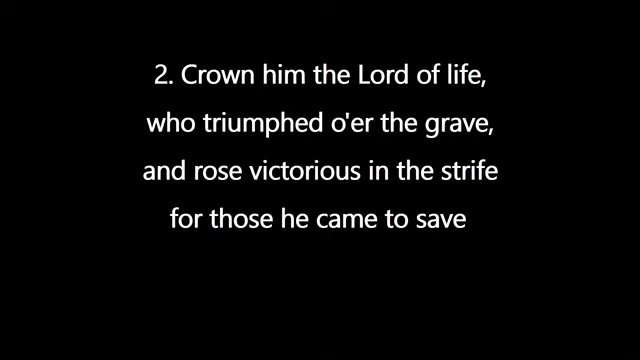 2. Crown him the Lord of life,
who triumphed o'er the grave,
and rose victorious in the strife
for those he came to save